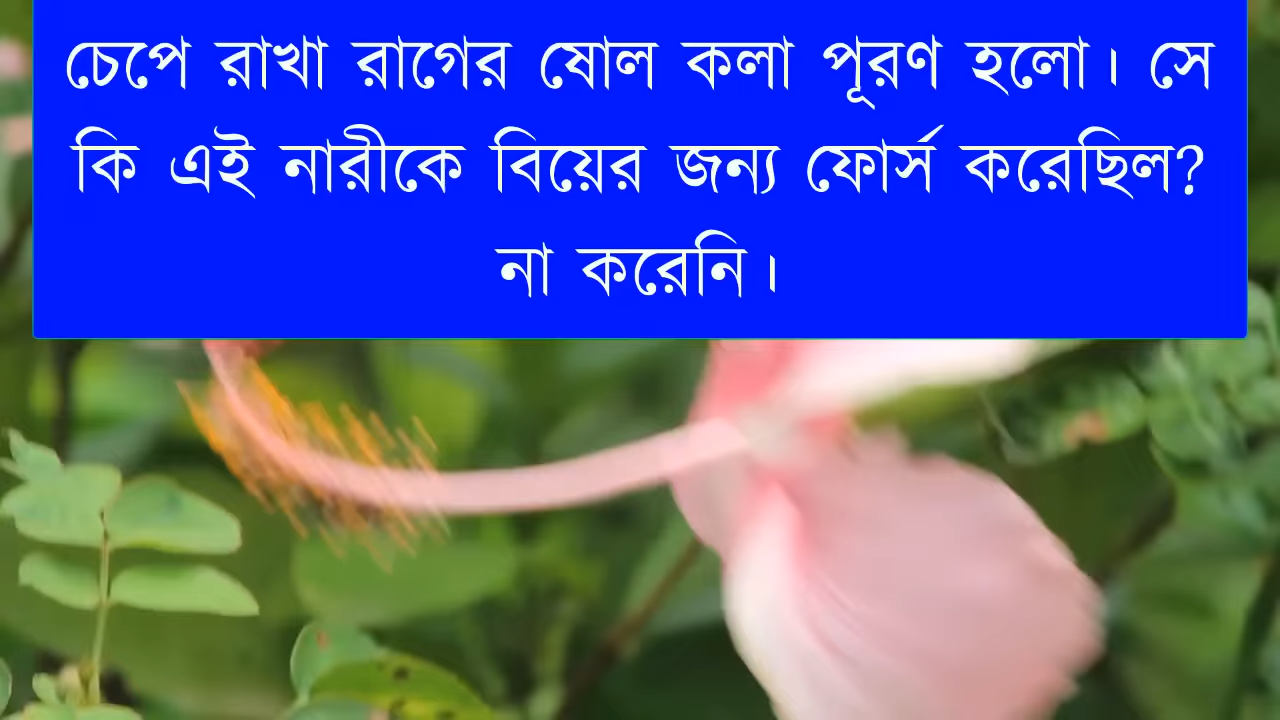 চেপে রাখা রাগের ষোল কলা পূরণ হলো। সে
কি এই নারীকে বিয়ের জন্য ফোর্স করেছিল?
না করেনি।